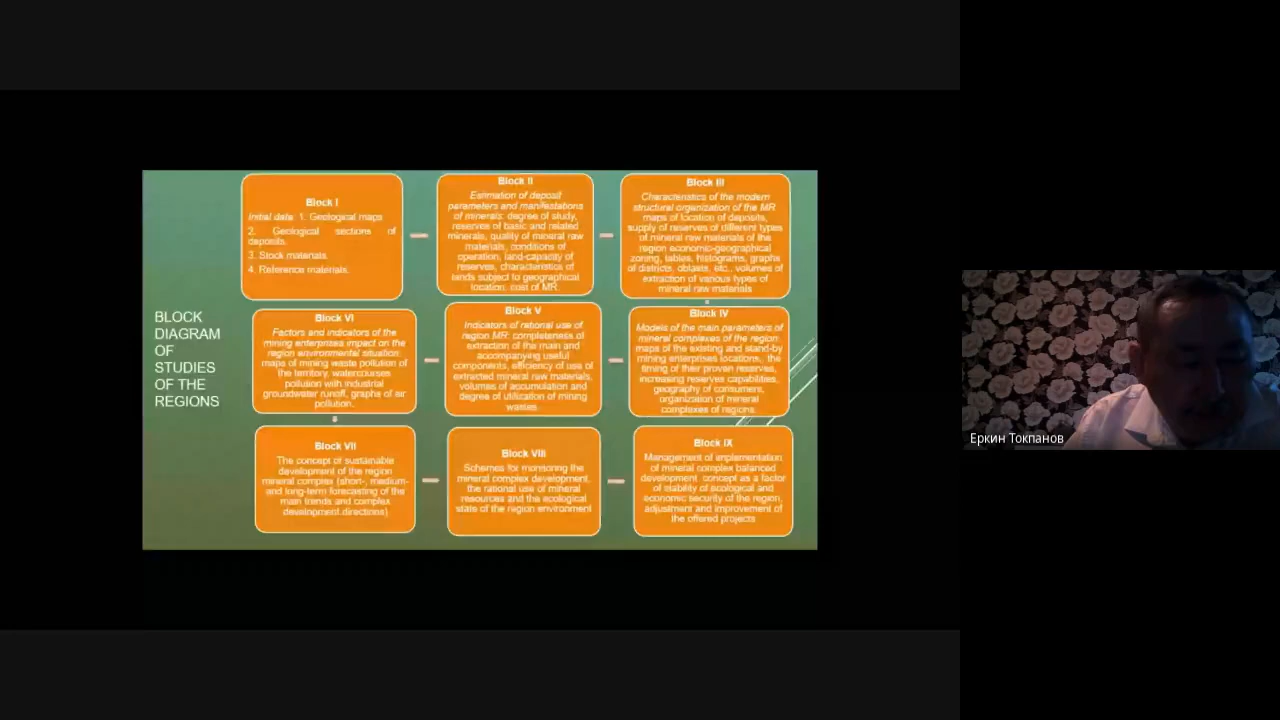 BLOCK
DIAGRAM
OF
STUDIES
OF THE
REGIONS
Block I
Initial data: 1. Geological maps
2. Geological sections of
deposits.
3. Stock materials.
4. Reference materials.
Block II
Estimation of deposit
parameters and manifestations
of minerals: degree of study,
reserves of basic and related
minerals, quality of mineral raw
materials, conditions of
operation, land-capacity of
reserves, characteristics of
lands subject to geographical
location, cost of MR.
Block III
Characteristics of the modern
structural organization of the MR
maps of location of deposits,
supply of reserves of different types
of mineral raw materials of the
region economic-geographical
zoning, tables, histograms, graphs
of districts, oblasts, etc., volumes of
extraction of various types of
mineral raw materials
Block VI
Factors and indicators of the
mining enterprises impact on the
region environmental situation:
maps of mining waste pollution of
the territory, watercourses
pollution with industrial
groundwater runoff, graphs of air
pollution.
Block V
Indicators of rational use of
region MR: completeness of
extraction of the main and
accompanying useful
components, efficiency of use of
extracted mineral raw materials,
volumes of accumulation and
degree of utilization of mining
wastes.
Block IV
Models of the main parameters of
mineral complexes of the region:
maps of the existing and stand-by
mining enterprises locations, the
timing of their proven reserves,
increasing reserves capabilities,
geography of consumers,
organization of mineral
complexes of regions.
Block VII
The concept of sustainable
development of the region
mineral complex (short-, medium-
and long-term forecasting of the
main trends and complex
development directions)
Block VIII
Schemes for monitoring the
mineral complex development,
the rational use of mineral
resources and the ecological
state of the region environment
Block IX
Management of implementation
of mineral complex balanced
development concept as a factor
of stability of ecological and
economic security of the region,
adjustment and improvement of
the offered projects
Еркин Токпанов